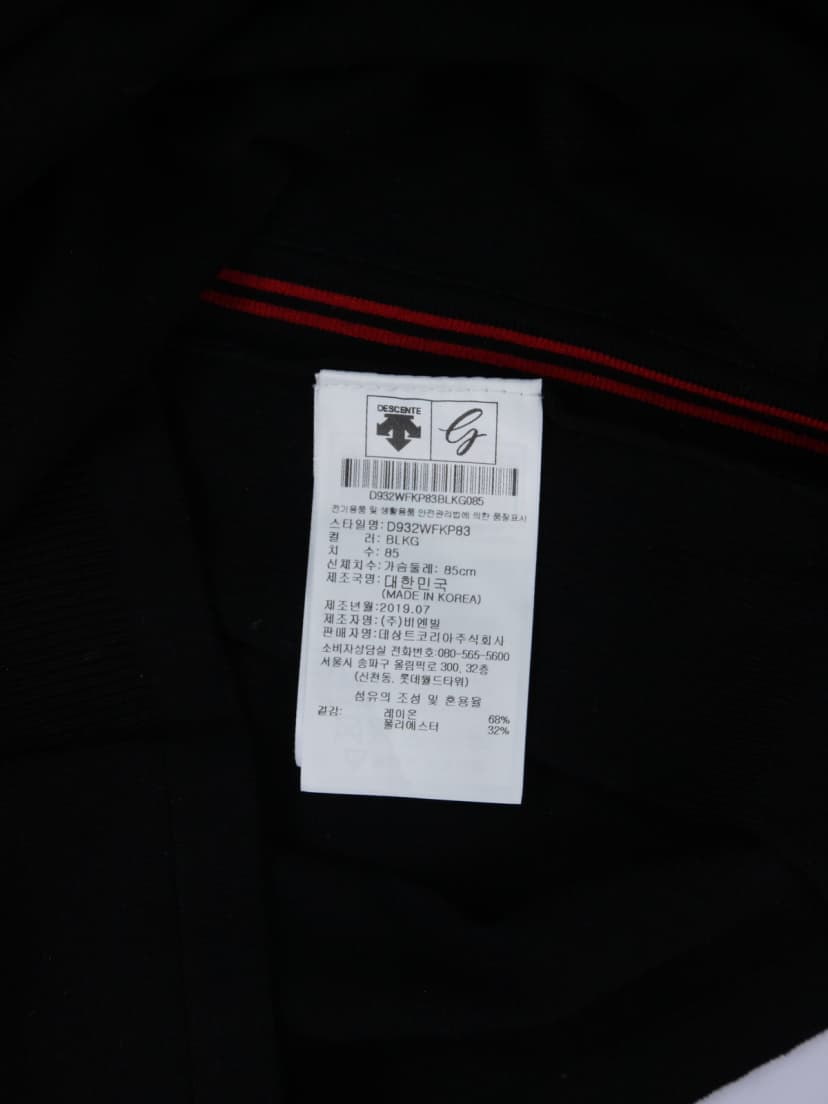 DESCENTE
G
D932WFKP83BLKG085
전기용품 및 생활용품 안전관리법에 의한 품질표시
스타일명: D932WFKP83
컬 러: BLKG
치 수: 85
신체치수: 가슴둘레: 85cm
제조국명: 대한민국
(MADE IN KOREA)
제조년월: 2019.07
제조자명: (주)비엔빌
판매자명: 데상트코리아주식회사
소비자상담실 전화번호: 080-565-5600
서울시 송파구 올림픽로 300, 32층
(신천동, 롯데월드타워)
섬유의 조성 및 혼용율
겉감: 레이온 68%
폴리에스터 32%